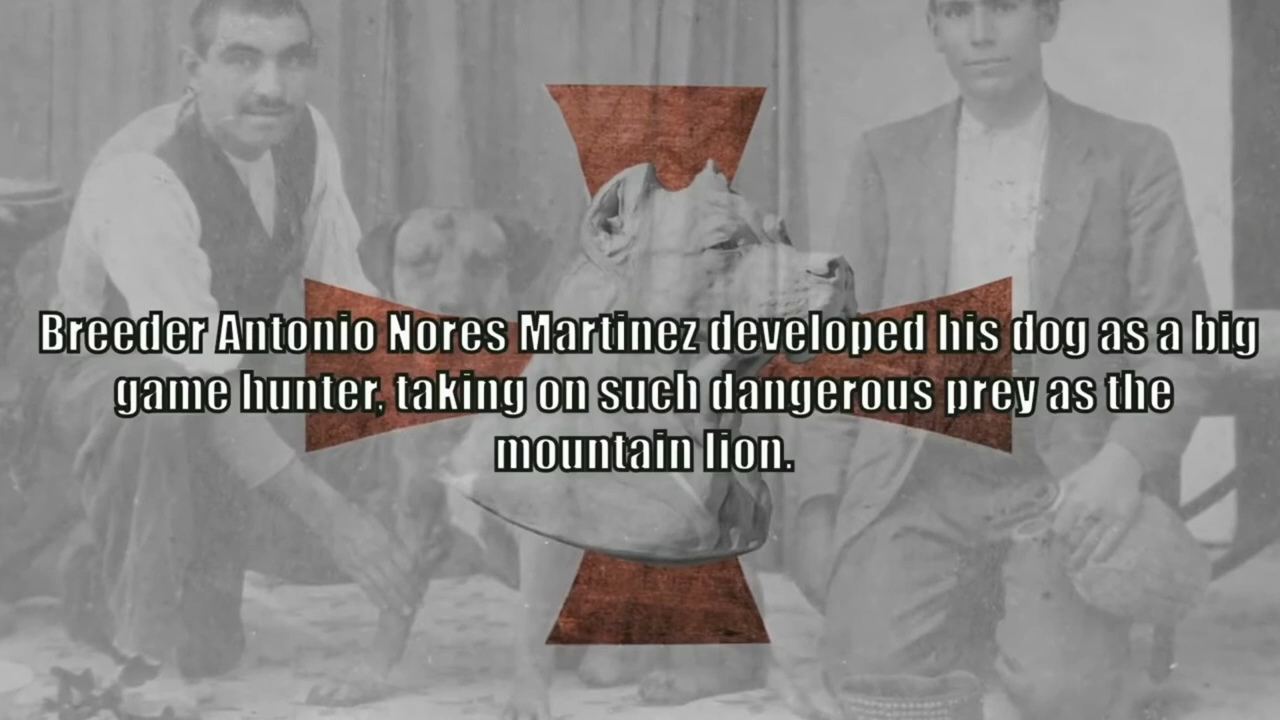 Breeder Antonio Nores Martinez developed his dog as a big
game hunter, taking on such dangerous prey as the
mountain lion.